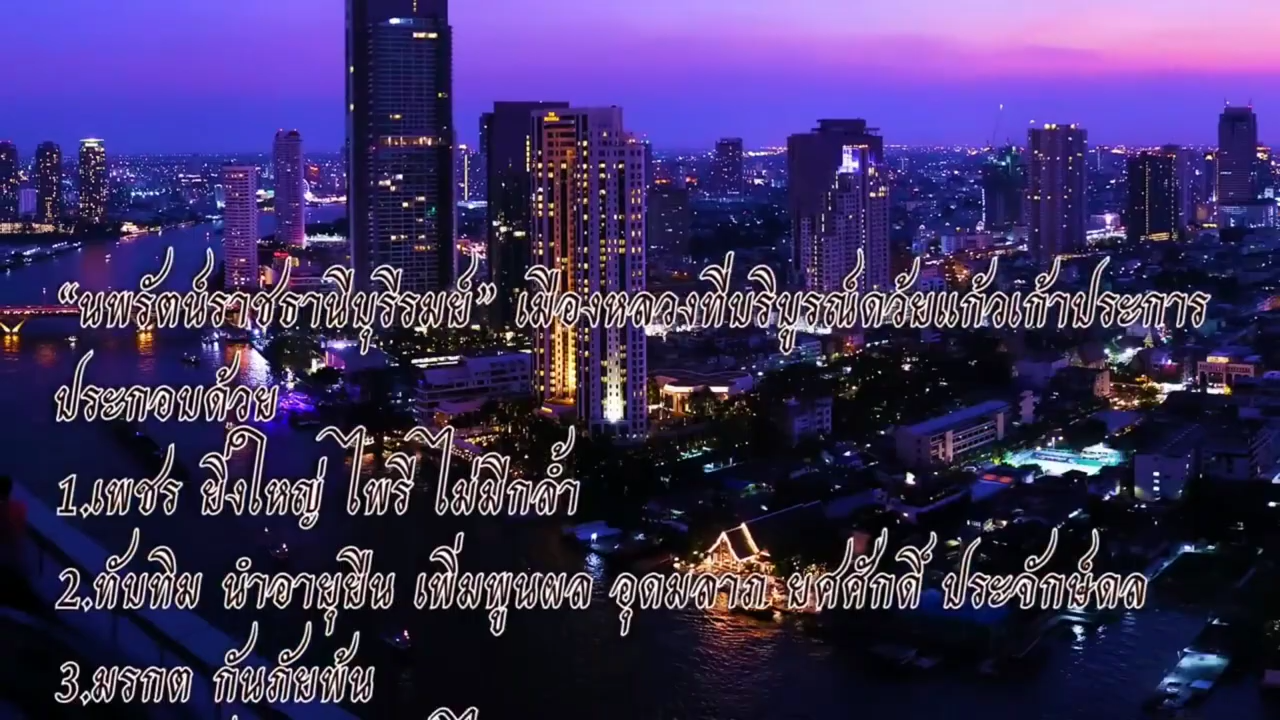 “นพรัตน์ราชธานีบุรีรมย์” เมืองหลวงที่บริบูรณ์ด้วยแก้วเก้าประการ
ประกอบด้วย
1.เพชร ยิ่งใหญ่ ไพรี ไม่มีกล้ำ
2.ทับทิม นำอายุยืน เพิ่มพูนผล อุดมลาภ ยศศักดิ์ ประจักษ์ดล
3.มรกต กันภัยพ้น